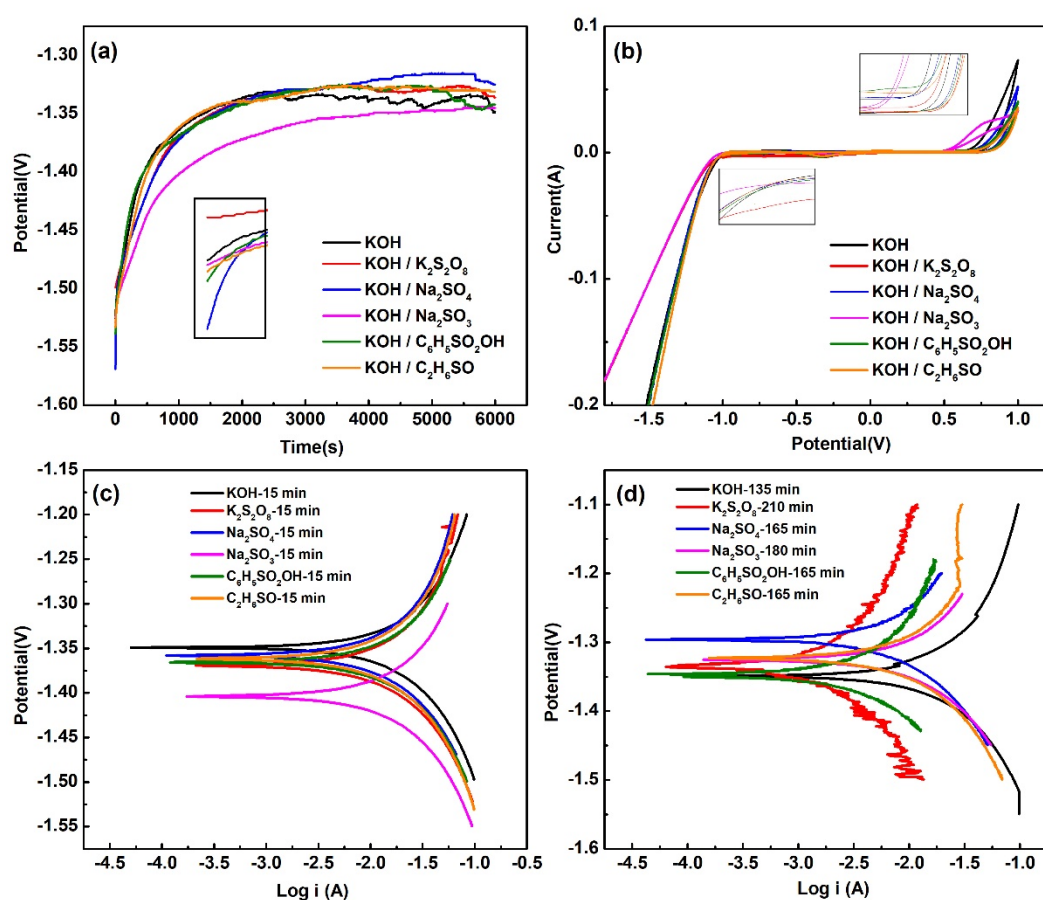 (a)
-1.30
-1.35
-1.40
-1.45
-1.50
-1.55
-1.60
Potential(V)
KOH
KOH / K₂S₂O₈
KOH / Na₂SO₄
KOH / Na₂SO₃
KOH / C₆H₅SO₂OH
KOH / C₂H₆SO
0 1000 2000 3000 4000 5000 6000
Time(s)
(b)
0.1
0.0
-0.1
-0.2
Current(A)
KOH
KOH / K₂S₂O₈
KOH / Na₂SO₄
KOH / Na₂SO₃
KOH / C₆H₅SO₂OH
KOH / C₂H₆SO
-1.5 -1.0 -0.5 0.0 0.5 1.0
Potential(V)
(c)
-1.15
-1.20
-1.25
-1.30
-1.35
-1.40
-1.45
-1.50
-1.55
Potential(V)
KOH-15 min
K₂S₂O₈-15 min
Na₂SO₄-15 min
Na₂SO₃-15 min
C₆H₅SO₂OH-15 min
C₂H₆SO-15 min
-4.5 -4.0 -3.5 -3.0 -2.5 -2.0 -1.5 -1.0 -0.5
Log i (A)
(d)
-1.1
-1.2
-1.3
-1.4
-1.5
-1.6
Potential(V)
KOH-135 min
K₂S₂O₈-210 min
Na₂SO₄-165 min
Na₂SO₃-180 min
C₆H₅SO₂OH-165 min
C₂H₆SO-165 min
-4.5 -4.0 -3.5 -3.0 -2.5 -2.0 -1.5 -1.0
Log i (A)